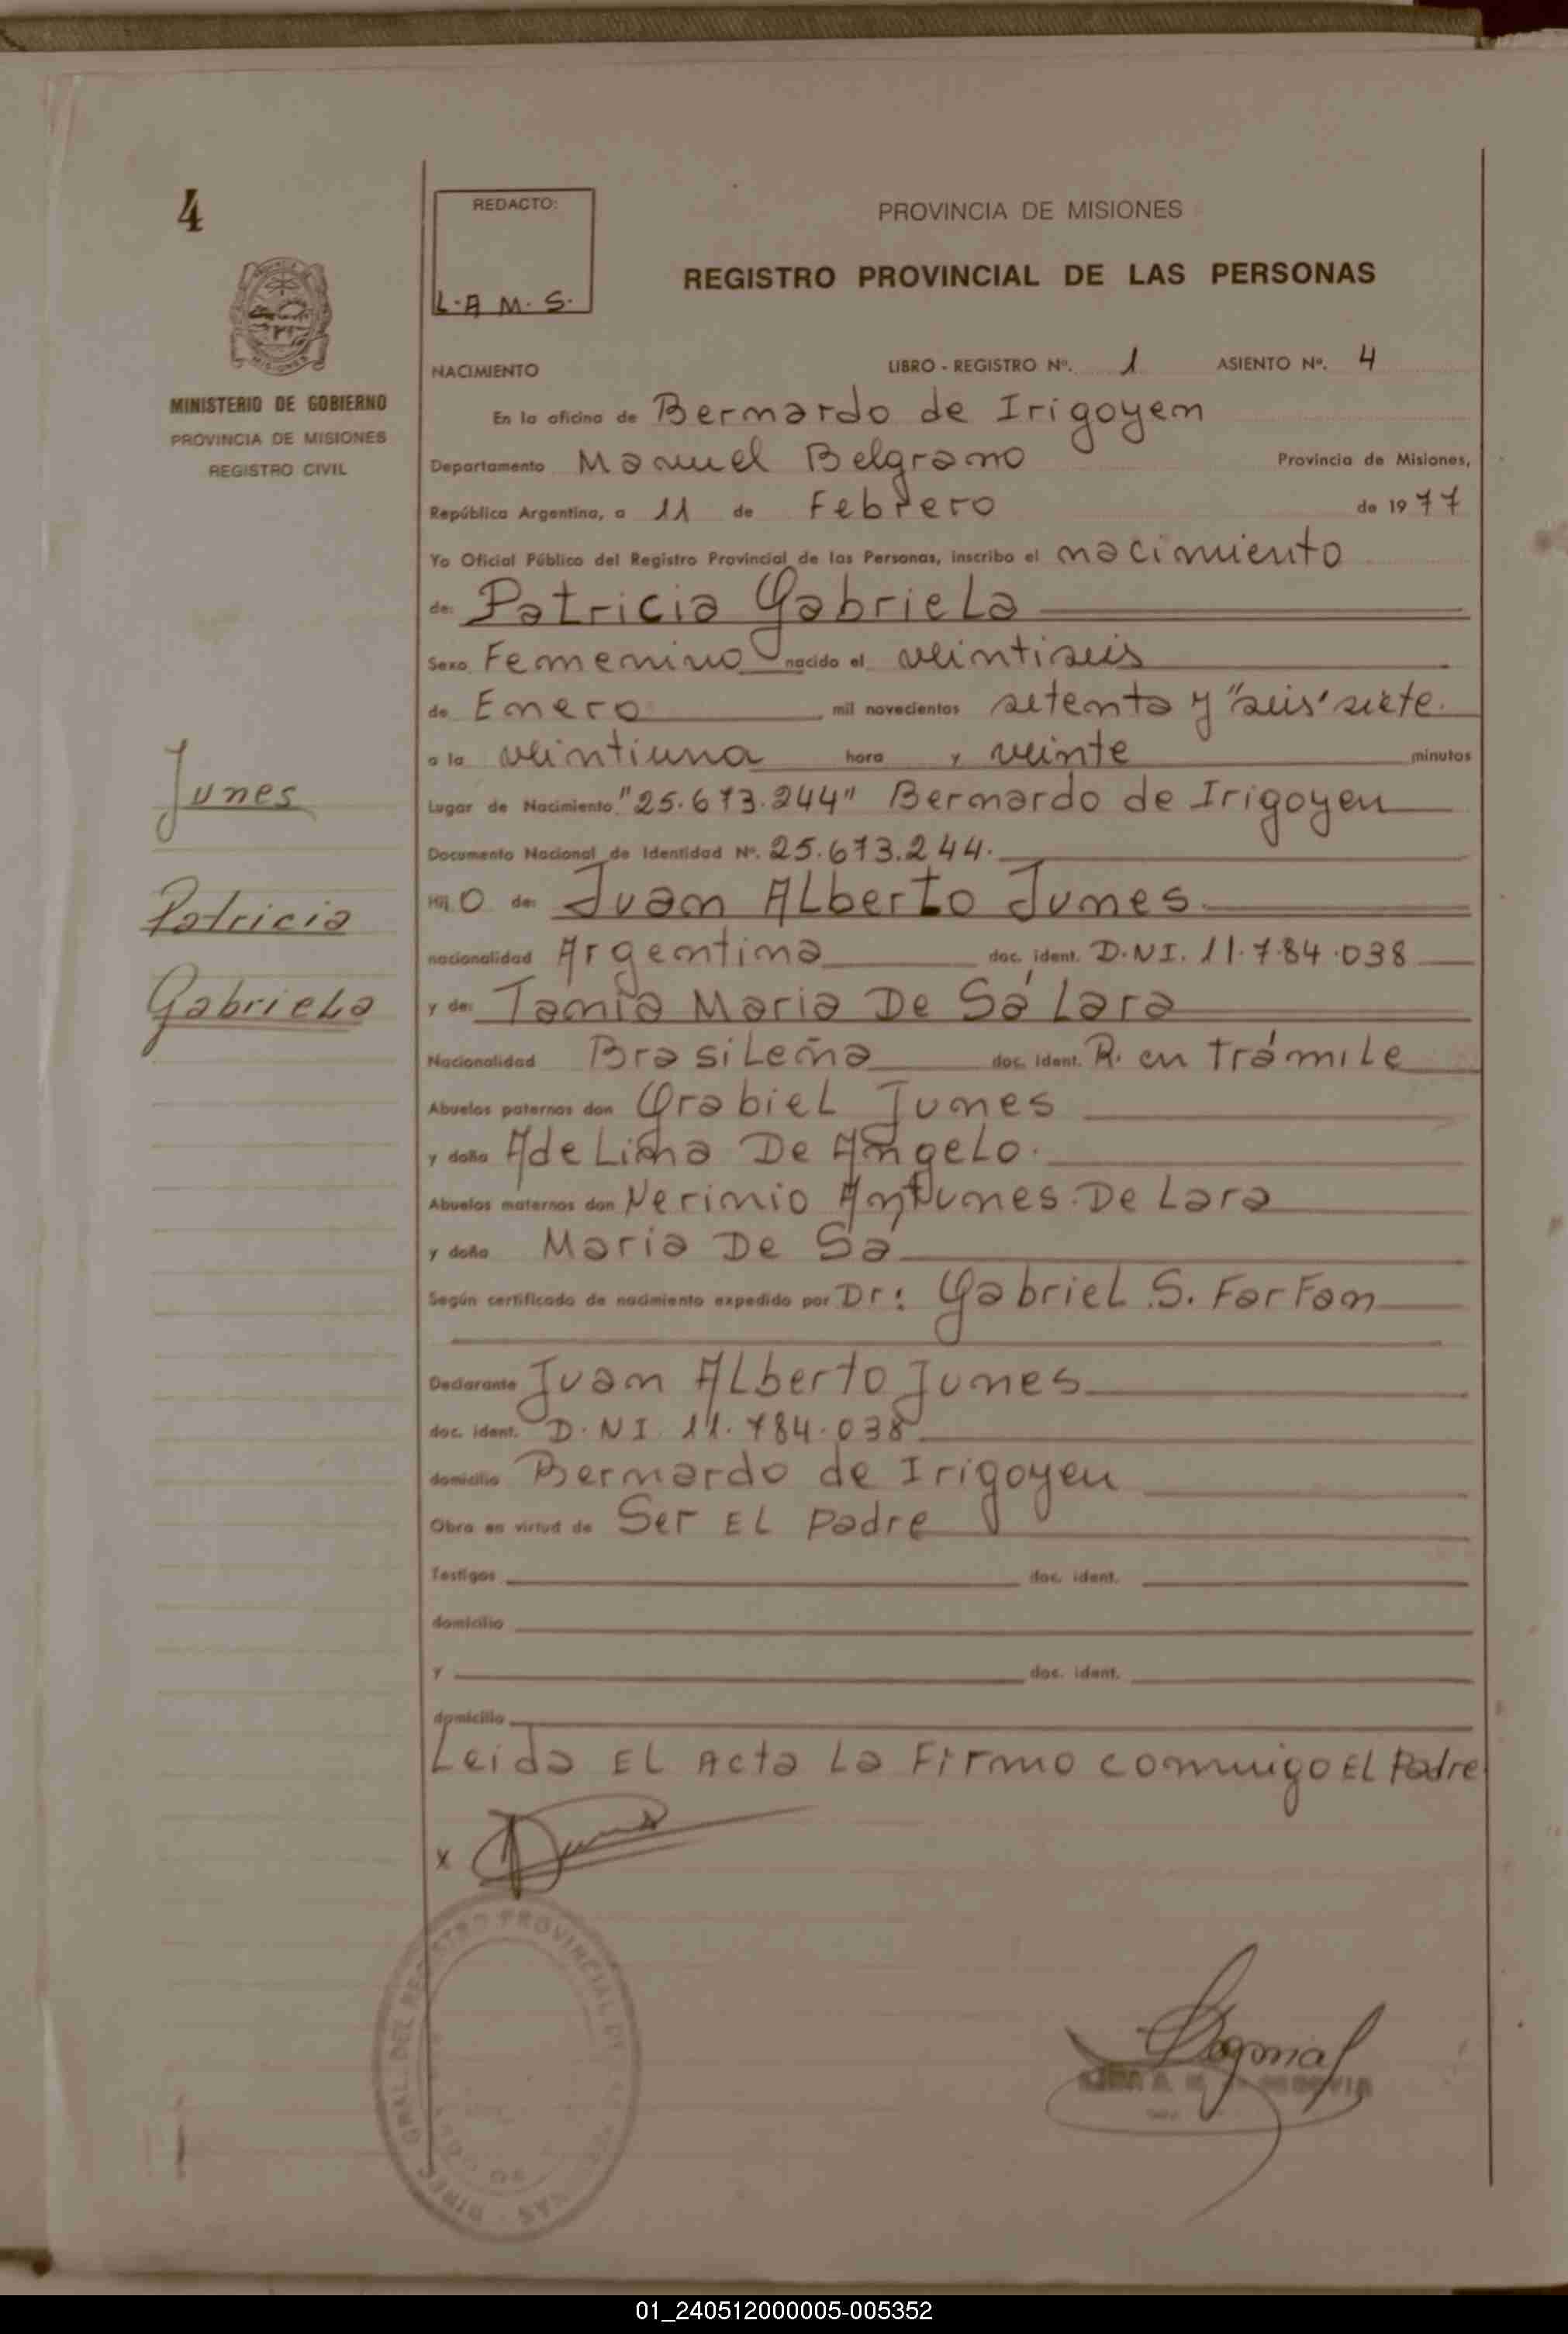 4
REDACTO:
L.A M. S.
PROVINCIA DE MISIONES
REGISTRO PROVINCIAL DE LAS PERSONAS
MISIONES
MINISTERIO DE GOBIERNO
PROVINCIA DE MISIONES
REGISTRO CIVIL
NACIMIENTO LIBRO - REGISTRO Nº. 1 ASIENTO Nº. 4
En la oficina de Bernardo de Irigoyen
Departamento Manuel Belgrano Provincia de Misiones,
República Argentina, a 11 de Febrero de 1977
Yo Oficial Público del Registro Provincial de las Personas, inscribo el nacimiento
de: Patricia Gabriela
Sexo Femenino nacido el veintiseis
de Enero mil novecientos setenta y "seis" siete.
a la veintiuna hora y veinte minutos
Lugar de Nacimiento "25.673.244" Bernardo de Irigoyen
Documento Nacional de Identidad Nº. 25.673.244.
Hij O de: Juan ALberto Junes
nacionalidad Argentina doc. ident. D.NI. 11.784.038
y de: Tania Maria De Sá Lara
Nacionalidad Brasileña doc. ident. R. en trámite
Abuelos paternos don Grabiel Junes
y doña Adelina De Angelo.
Abuelos maternos don Nerinio Antunes De Lara
y doña Maria De Sa
Según certificado de nacimiento expedido por Dr: Gabriel S. FarFan
Declarante Juan ALberto Junes
doc. ident. D.NI. 11.784.038
domicilio Bernardo de Irigoyen
Obra en virtud de Ser EL padre
Testigos doc. ident.
domicilio
y doc. ident.
domicilio
Leida EL Acta La Firmo conmigo EL Padre
x
Junes
Patricia
Gabriela
DIREC GRAL. DEL REGISTRO PROVINCIAL DE
01_240512000005-005352